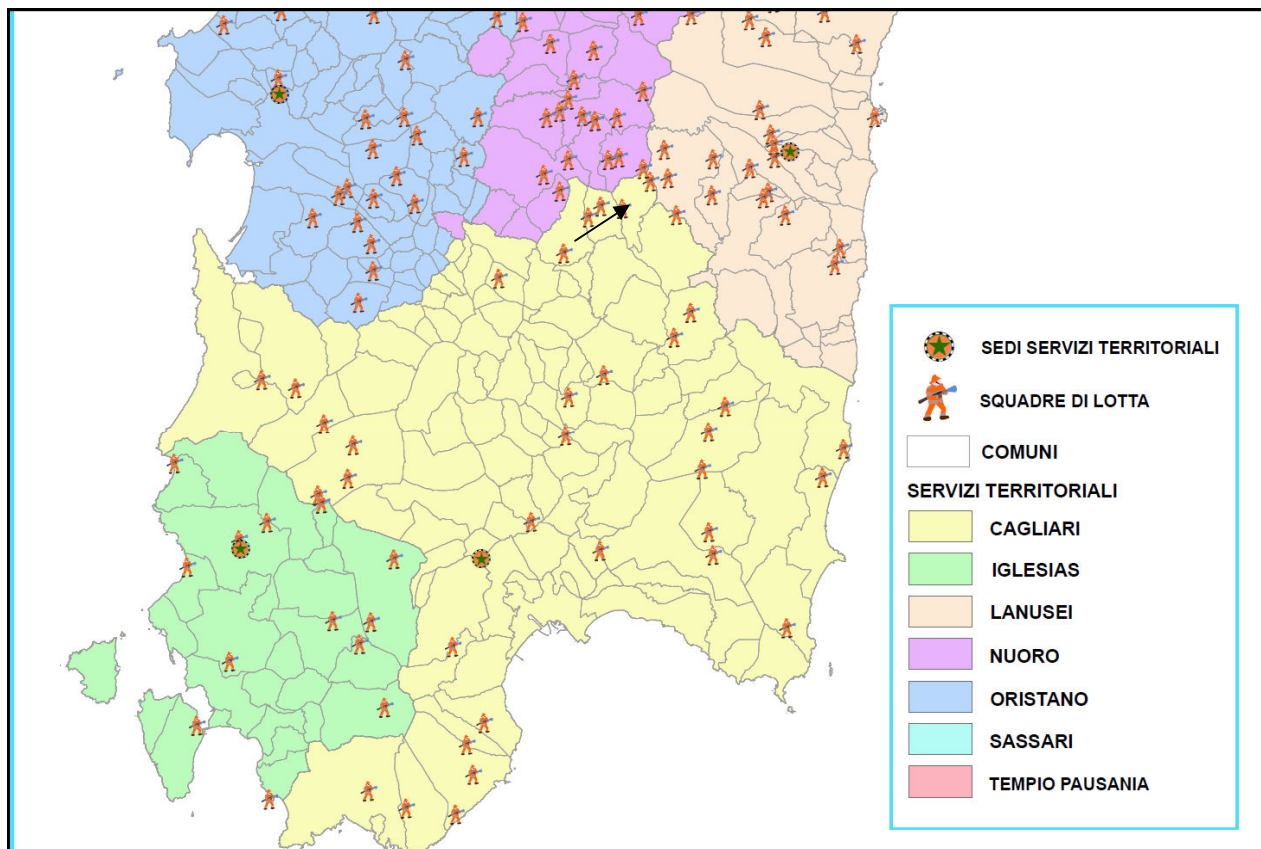 SEDI SERVIZI TERRITORIALI
SQUADRE DI LOTTA
COMUNI
SERVIZI TERRITORIALI
CAGLIARI
IGLESIAS
LANUSEI
NUORO
ORISTANO
SASSARI
TEMPIO PAUSANIA